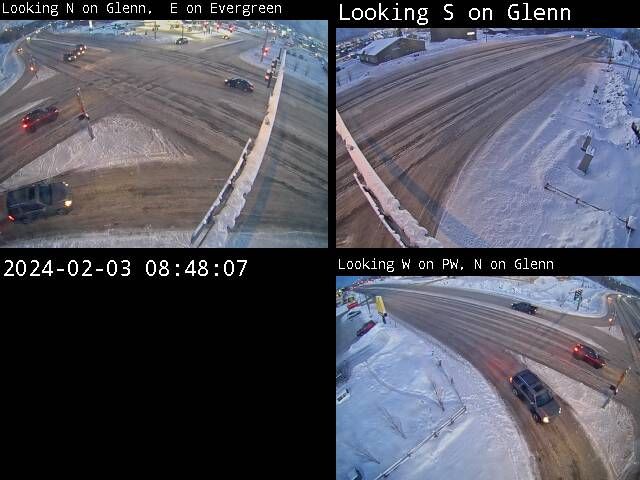 Looking N on Glenn, E on Evergreen
Looking S on Glenn
2024-02-03 08:48:07
Looking W on PW, N on Glenn